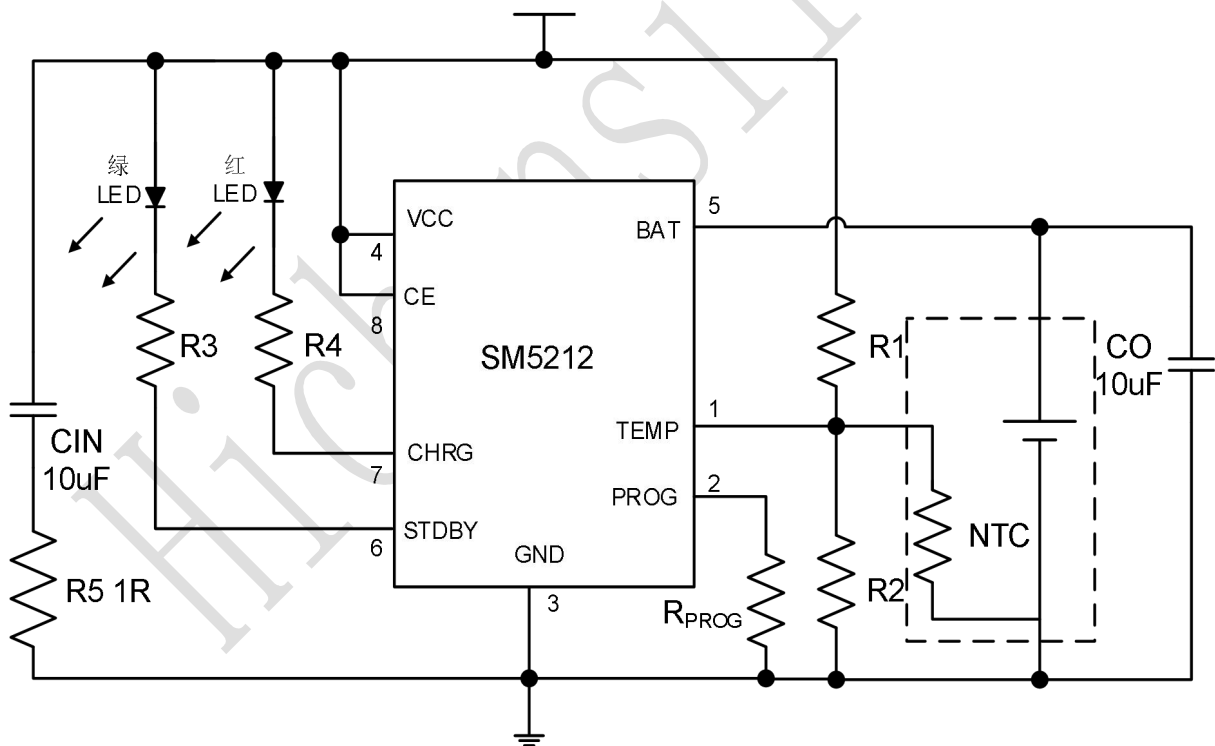 绿
LED
红
LED
VCC
4
CE
8
BAT
5
R3
R4
SM5212
R1
CO
10uF
CIN
10uF
CHRG
7
TEMP
1
PROG
2
NTC
STDBY
6
GND
3
R5 1R
RPROG
R2